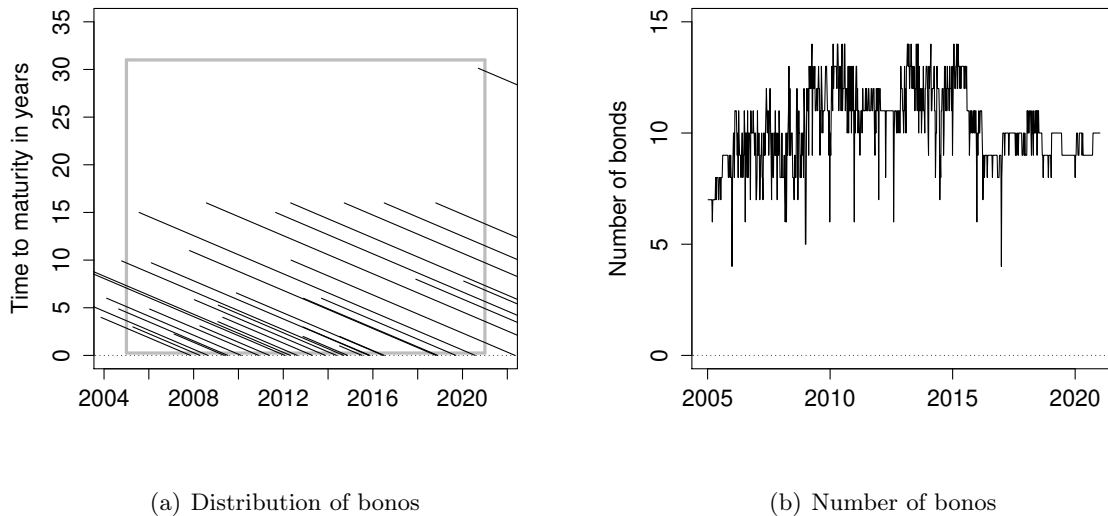 Time to maturity in years
35
30
25
20
15
10
5
0
2004 2008 2012 2016 2020
(a) Distribution of bonos
Number of bonds
15
10
5
0
2005 2010 2015 2020
(b) Number of bonos